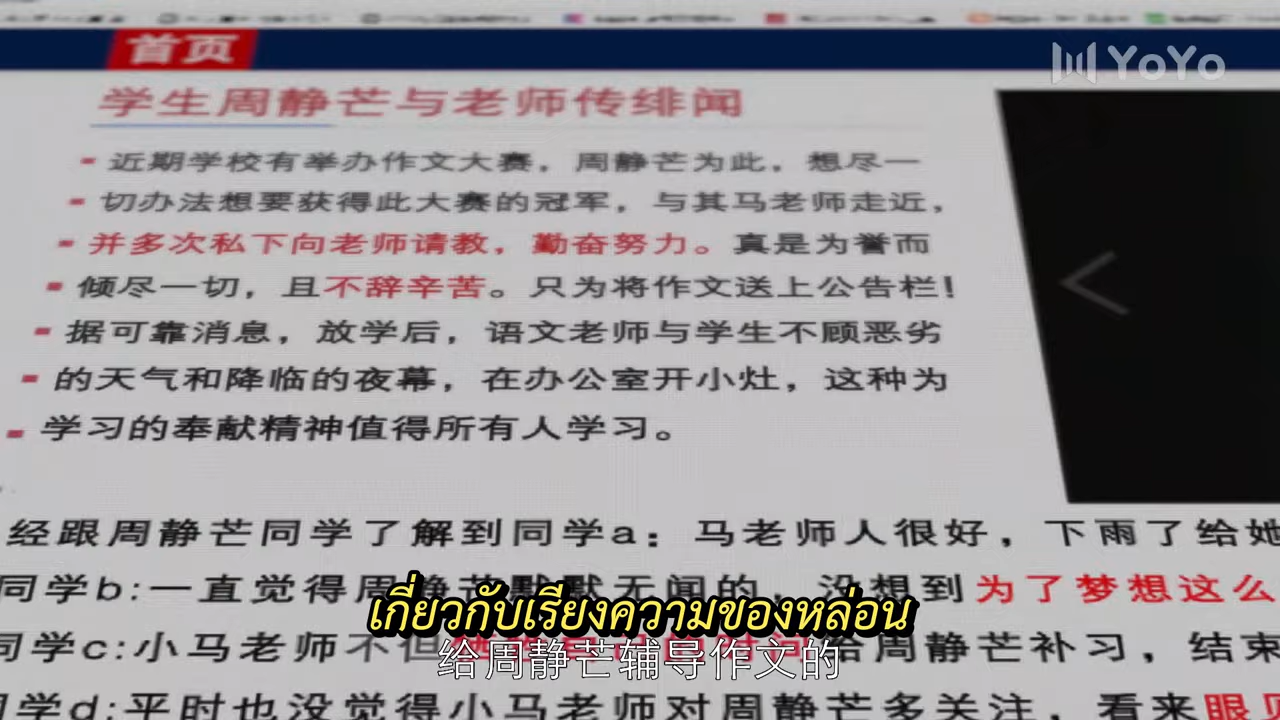 首页
YoYo
学生周静芒与老师传绯闻
近期学校有举办作文大赛，周静芒为此，想尽一
切办法想要获得此大赛的冠军，与其马老师走近，
并多次私下向老师请教，勤奋努力。真是为誉而
倾尽一切，且不辞辛苦。只为将作文送上公告栏！
据可靠消息，放学后，语文老师与学生不顾恶劣
的天气和降临的夜幕，在办公室开小灶，这种为
学习的奉献精神值得所有人学习。
经跟周静芒同学了解到同学a：马老师人很好，下雨了给她
同学b:一直觉得周静芒默默无闻的，没想到为了梦想这么
同学c:小马老师不但 给周静芒补习，结束
同学d:平时也没觉得小马老师对周静芒多关注，看来眼见
เกี่ยวกับเรียงความของหล่อน
给周静芒辅导作文的